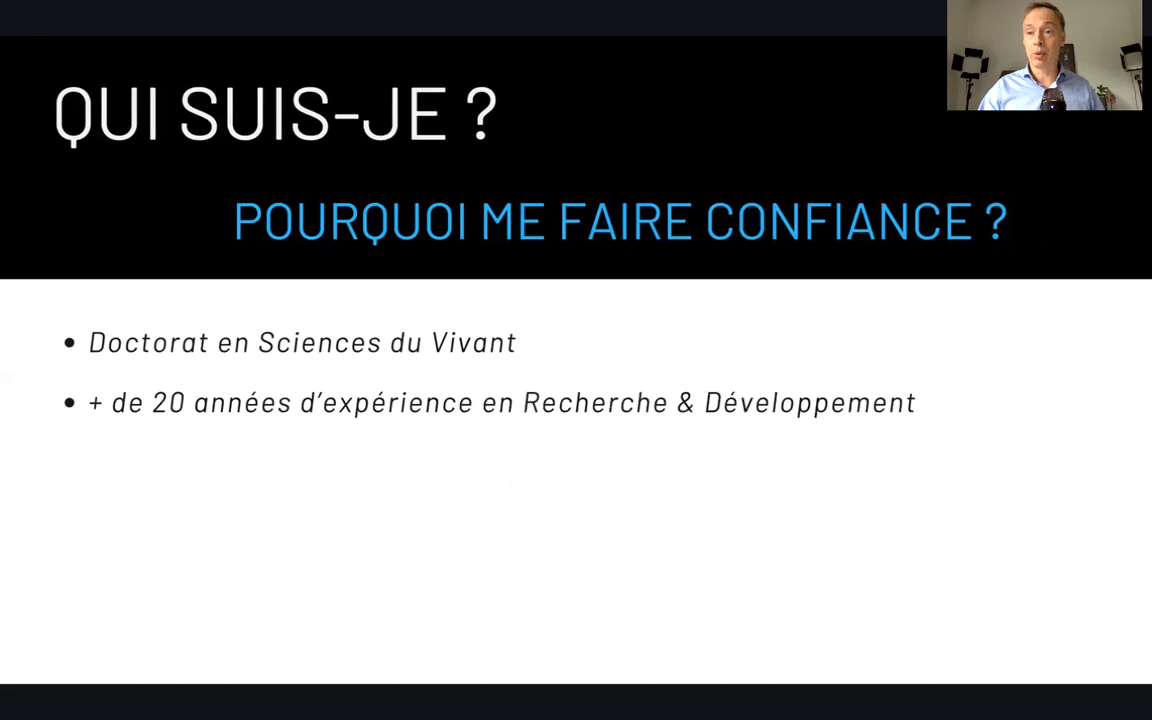 QUI SUIS-JE ?
POURQUOI ME FAIRE CONFIANCE ?
• Doctorat en Sciences du Vivant
• + de 20 années d’expérience en Recherche & Développement